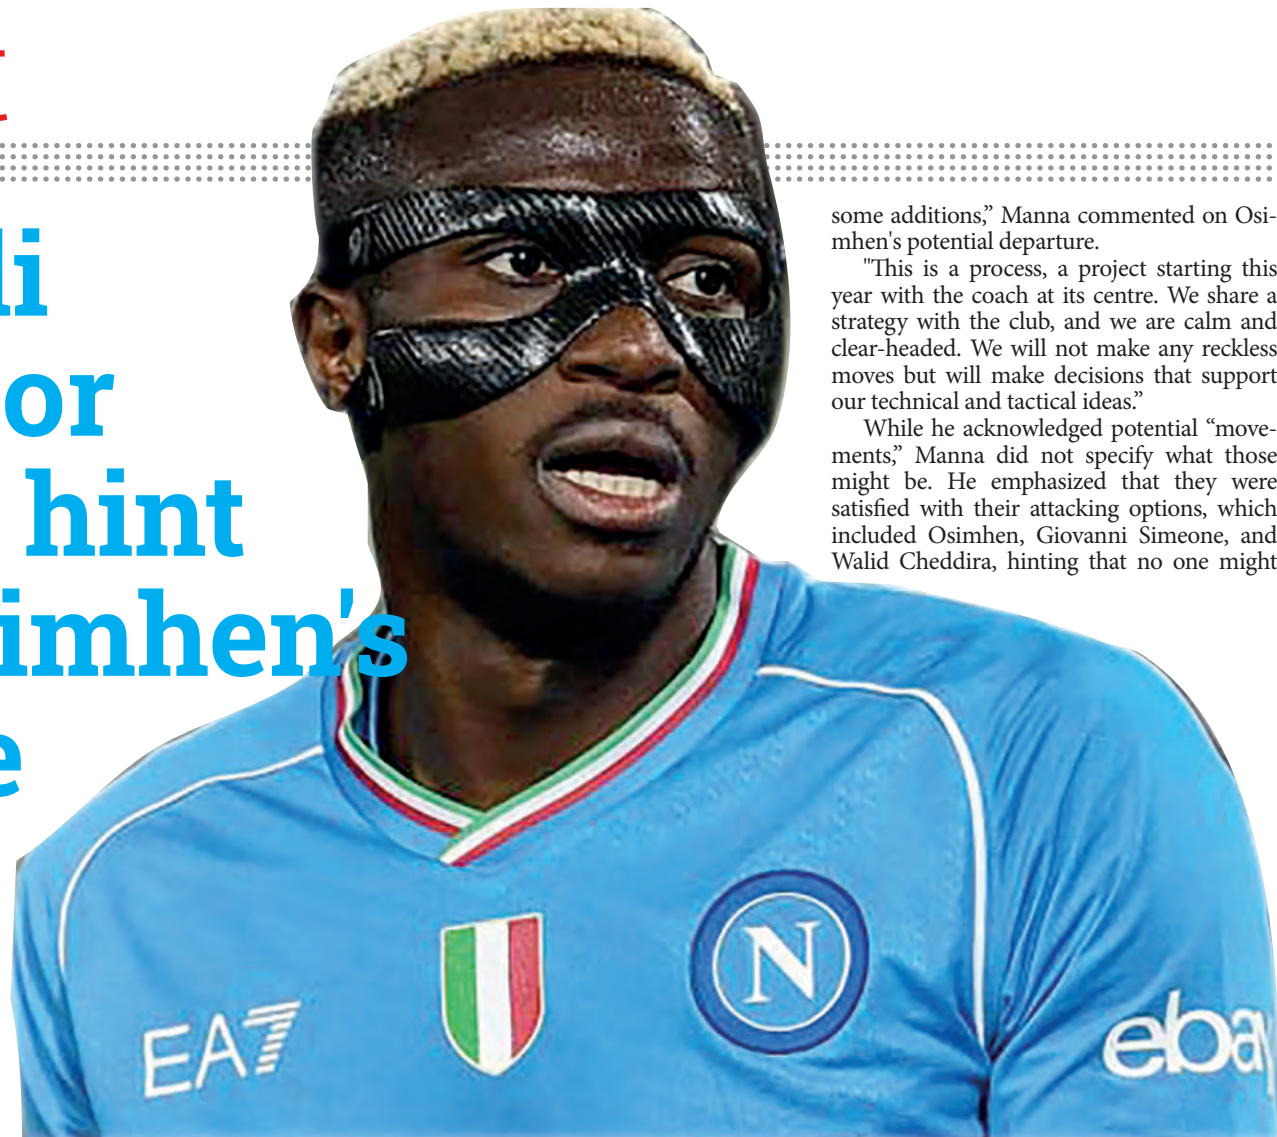 li
or
hint
imhen's
e
some additions,” Manna commented on Osi-
mhen's potential departure.
"This is a process, a project starting this
year with the coach at its centre. We share a
strategy with the club, and we are calm and
clear-headed. We will not make any reckless
moves but will make decisions that support
our technical and tactical ideas.”
While he acknowledged potential “move-
ments,” Manna did not specify what those
might be. He emphasized that they were
satisfied with their attacking options, which
included Osimhen, Giovanni Simeone, and
Walid Cheddira, hinting that no one might
EA7
N
ebay